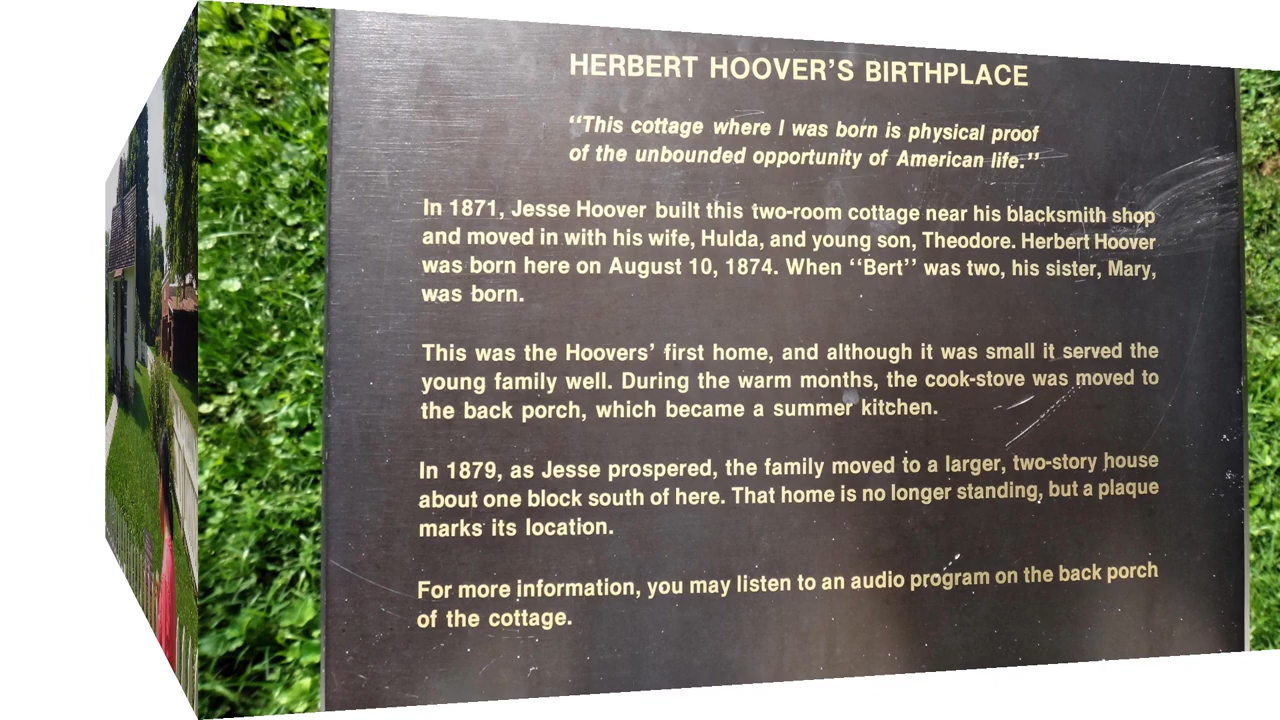 HERBERT HOOVER'S BIRTHPLACE
‘‘This cottage where I was born is physical proof
of the unbounded opportunity of American life.’’
In 1871, Jesse Hoover built this two-room cottage near his blacksmith shop
and moved in with his wife, Hulda, and young son, Theodore. Herbert Hoover
was born here on August 10, 1874. When ‘‘Bert’’ was two, his sister, Mary,
was born.
This was the Hoovers’ first home, and although it was small it served the
young family well. During the warm months, the cook-stove was moved to
the back porch, which became a summer kitchen.
In 1879, as Jesse prospered, the family moved to a larger, two-story house
about one block south of here. That home is no longer standing, but a plaque
marks its location.
For more information, you may listen to an audio program on the back porch
of the cottage.